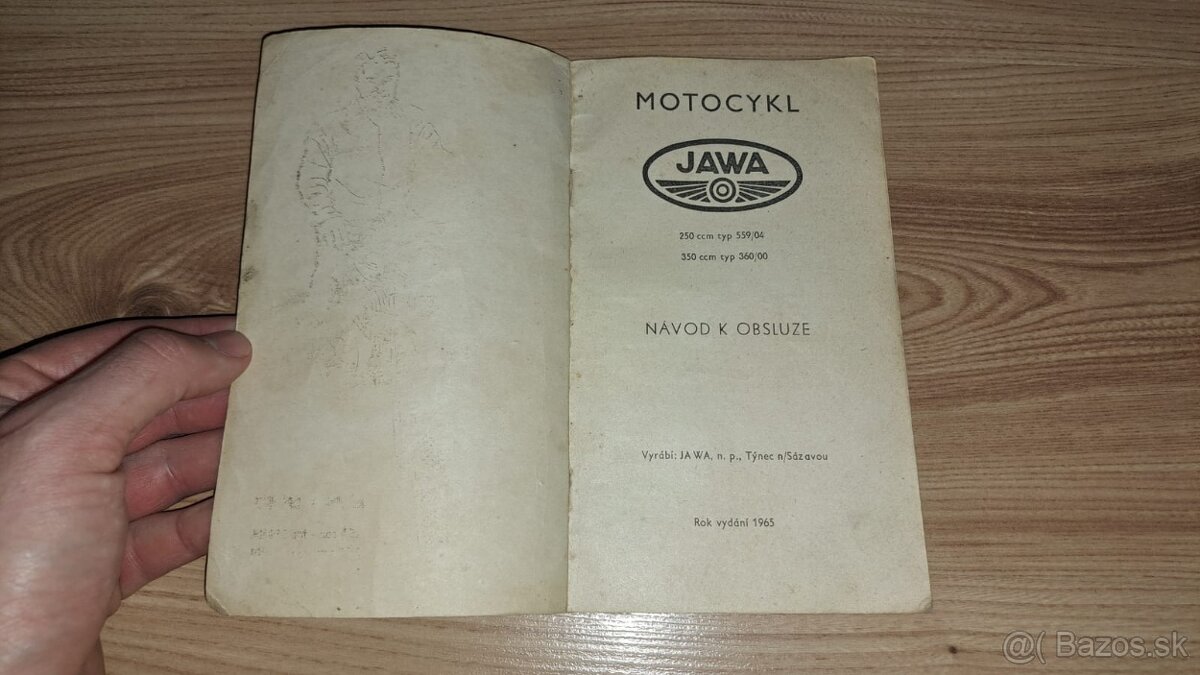 MOTOCYKL
JAWA
250 ccm typ 559/04
350 ccm typ 360/00
NÁVOD K OBSLUZE
Vyrábí: JAWA, n. p., Týnec n/Sázavou
Rok vydání 1965
@( Bazos.sk